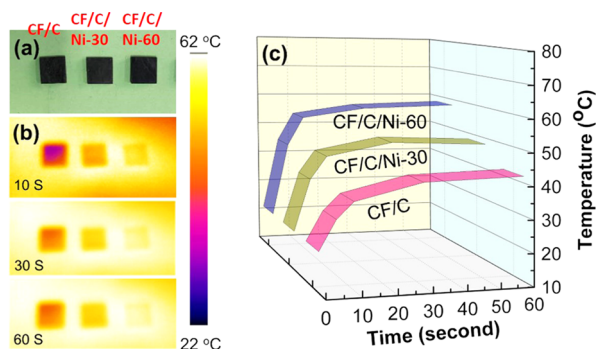 CF/C
CF/C/
Ni-30
CF/C/
Ni-60
(a)
62 °C
(b)
10 S
30 S
60 S
22 °C
(c)
CF/C/Ni-60
CF/C/Ni-30
CF/C
80
70
60
50
40
30
20
10
Temperature (°C)
0 10 20 30 40 50 60
Time (second)